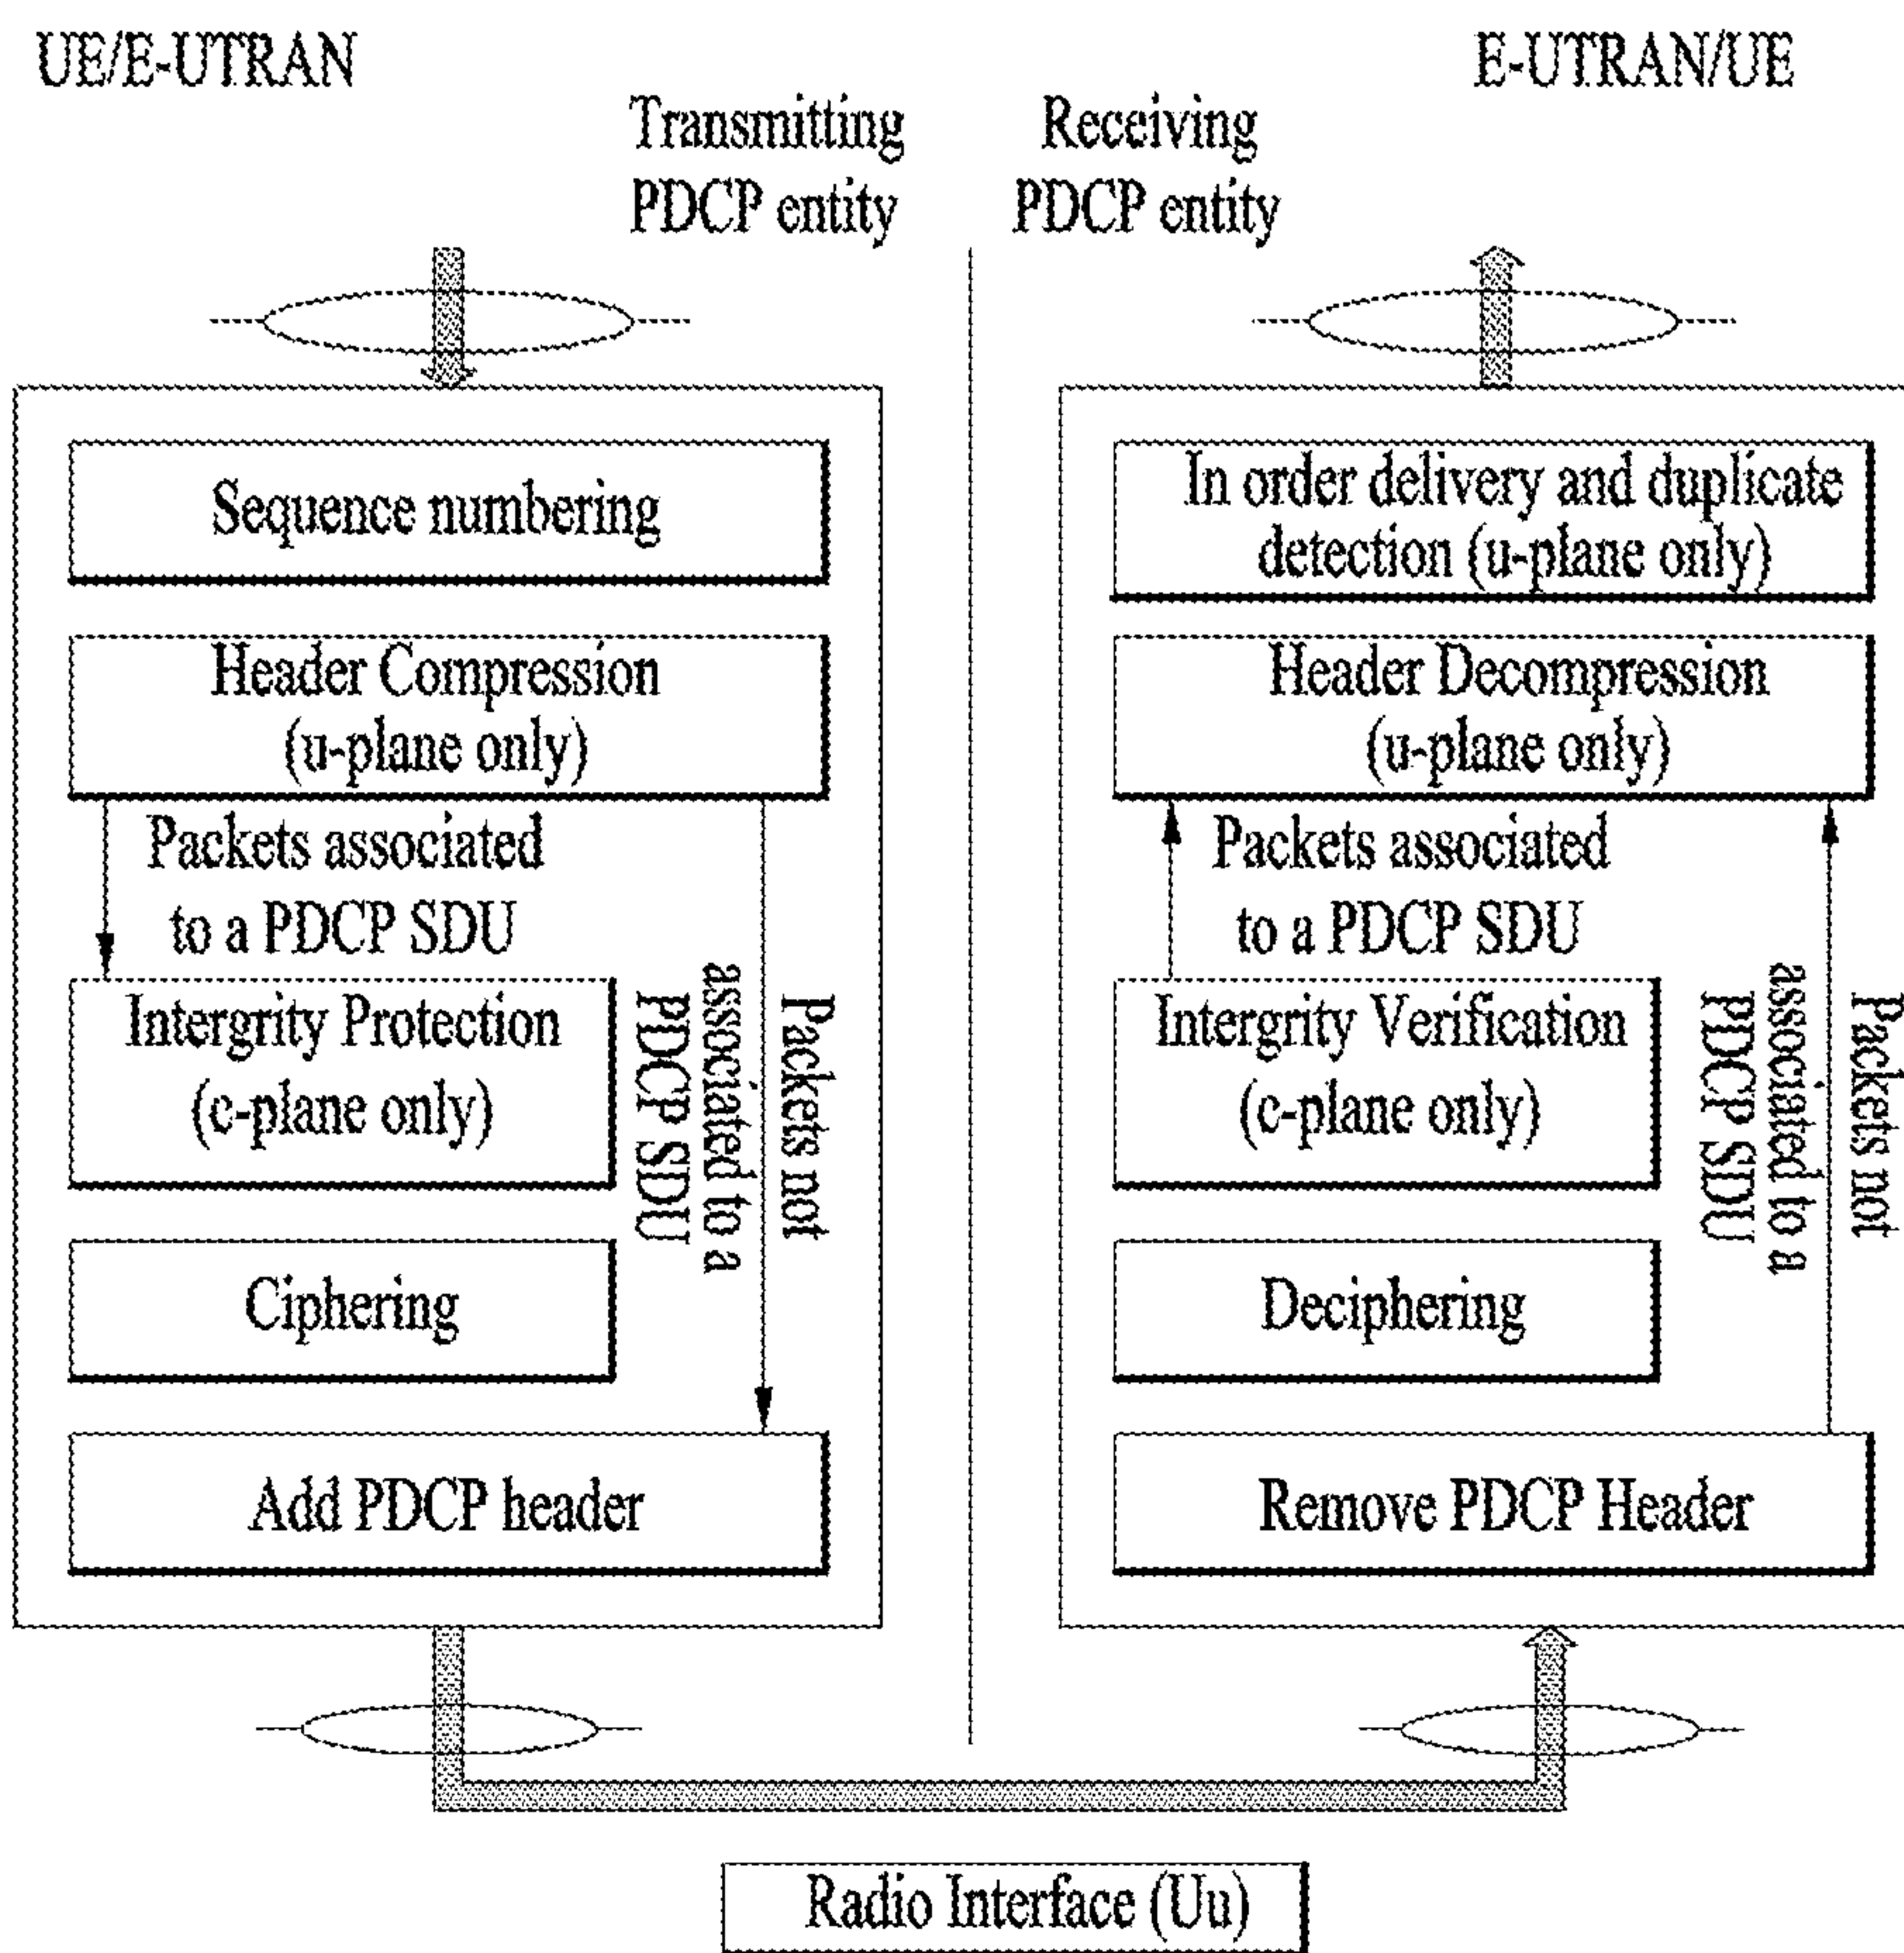 UE/E-UTRAN
E-UTRAN/UE
Transmitting
PDCP entity
Receiving
PDCP entity
Sequence numbering
Header Compression
(u-plane only)
Packets associated
to a PDCP SDU
Packets not
associated to a
PDCP SDU
Intergrity Protection
(c-plane only)
Ciphering
Add PDCP header
In order delivery and duplicate
detection (u-plane only)
Header Decompression
(u-plane only)
Packets associated
to a PDCP SDU
Packets not
associated to a
PDCP SDU
Intergrity Verification
(c-plane only)
Deciphering
Remove PDCP Header
Radio Interface (Uu)